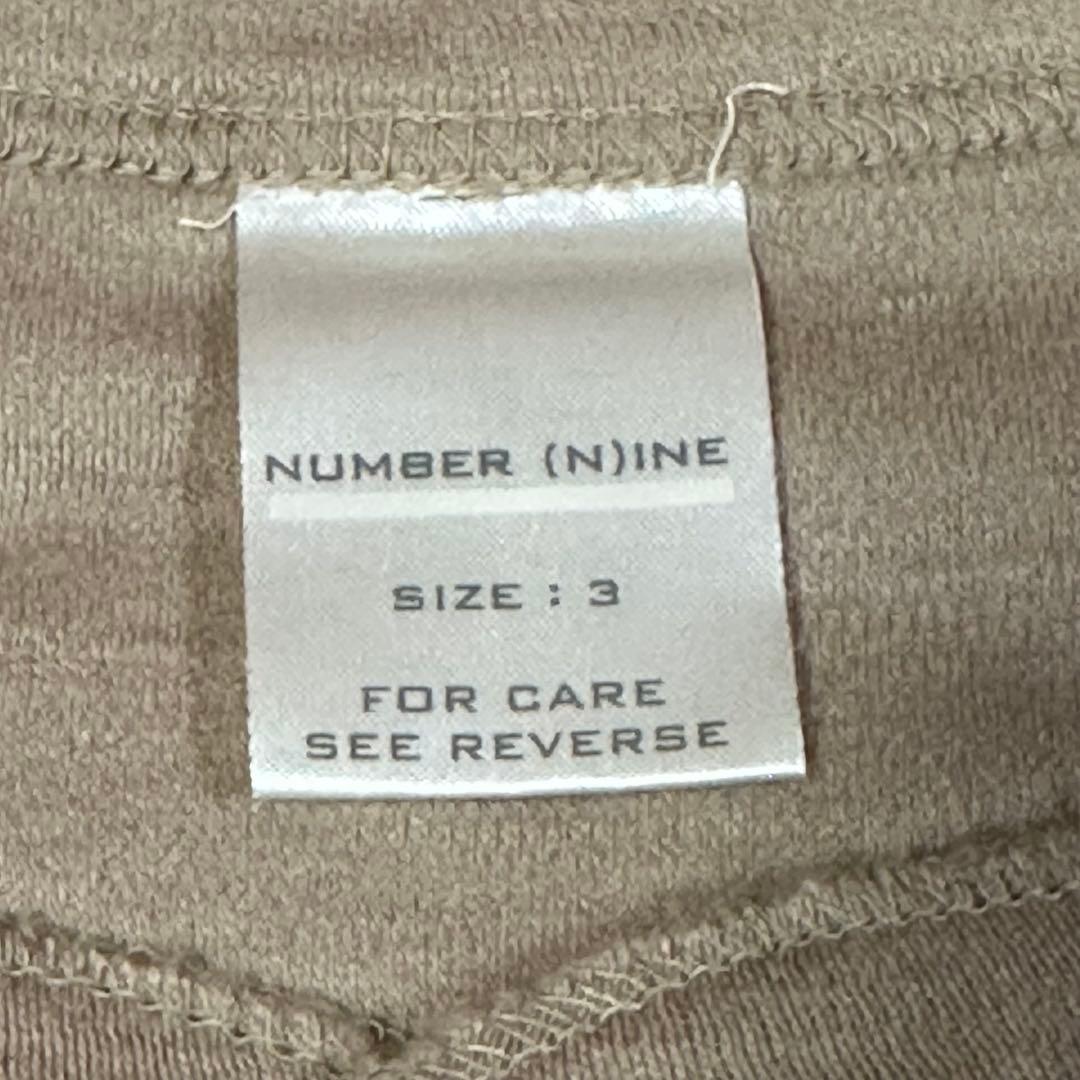 NUMBER (N)INE
SIZE : 3
FOR CARE
SEE REVERSE